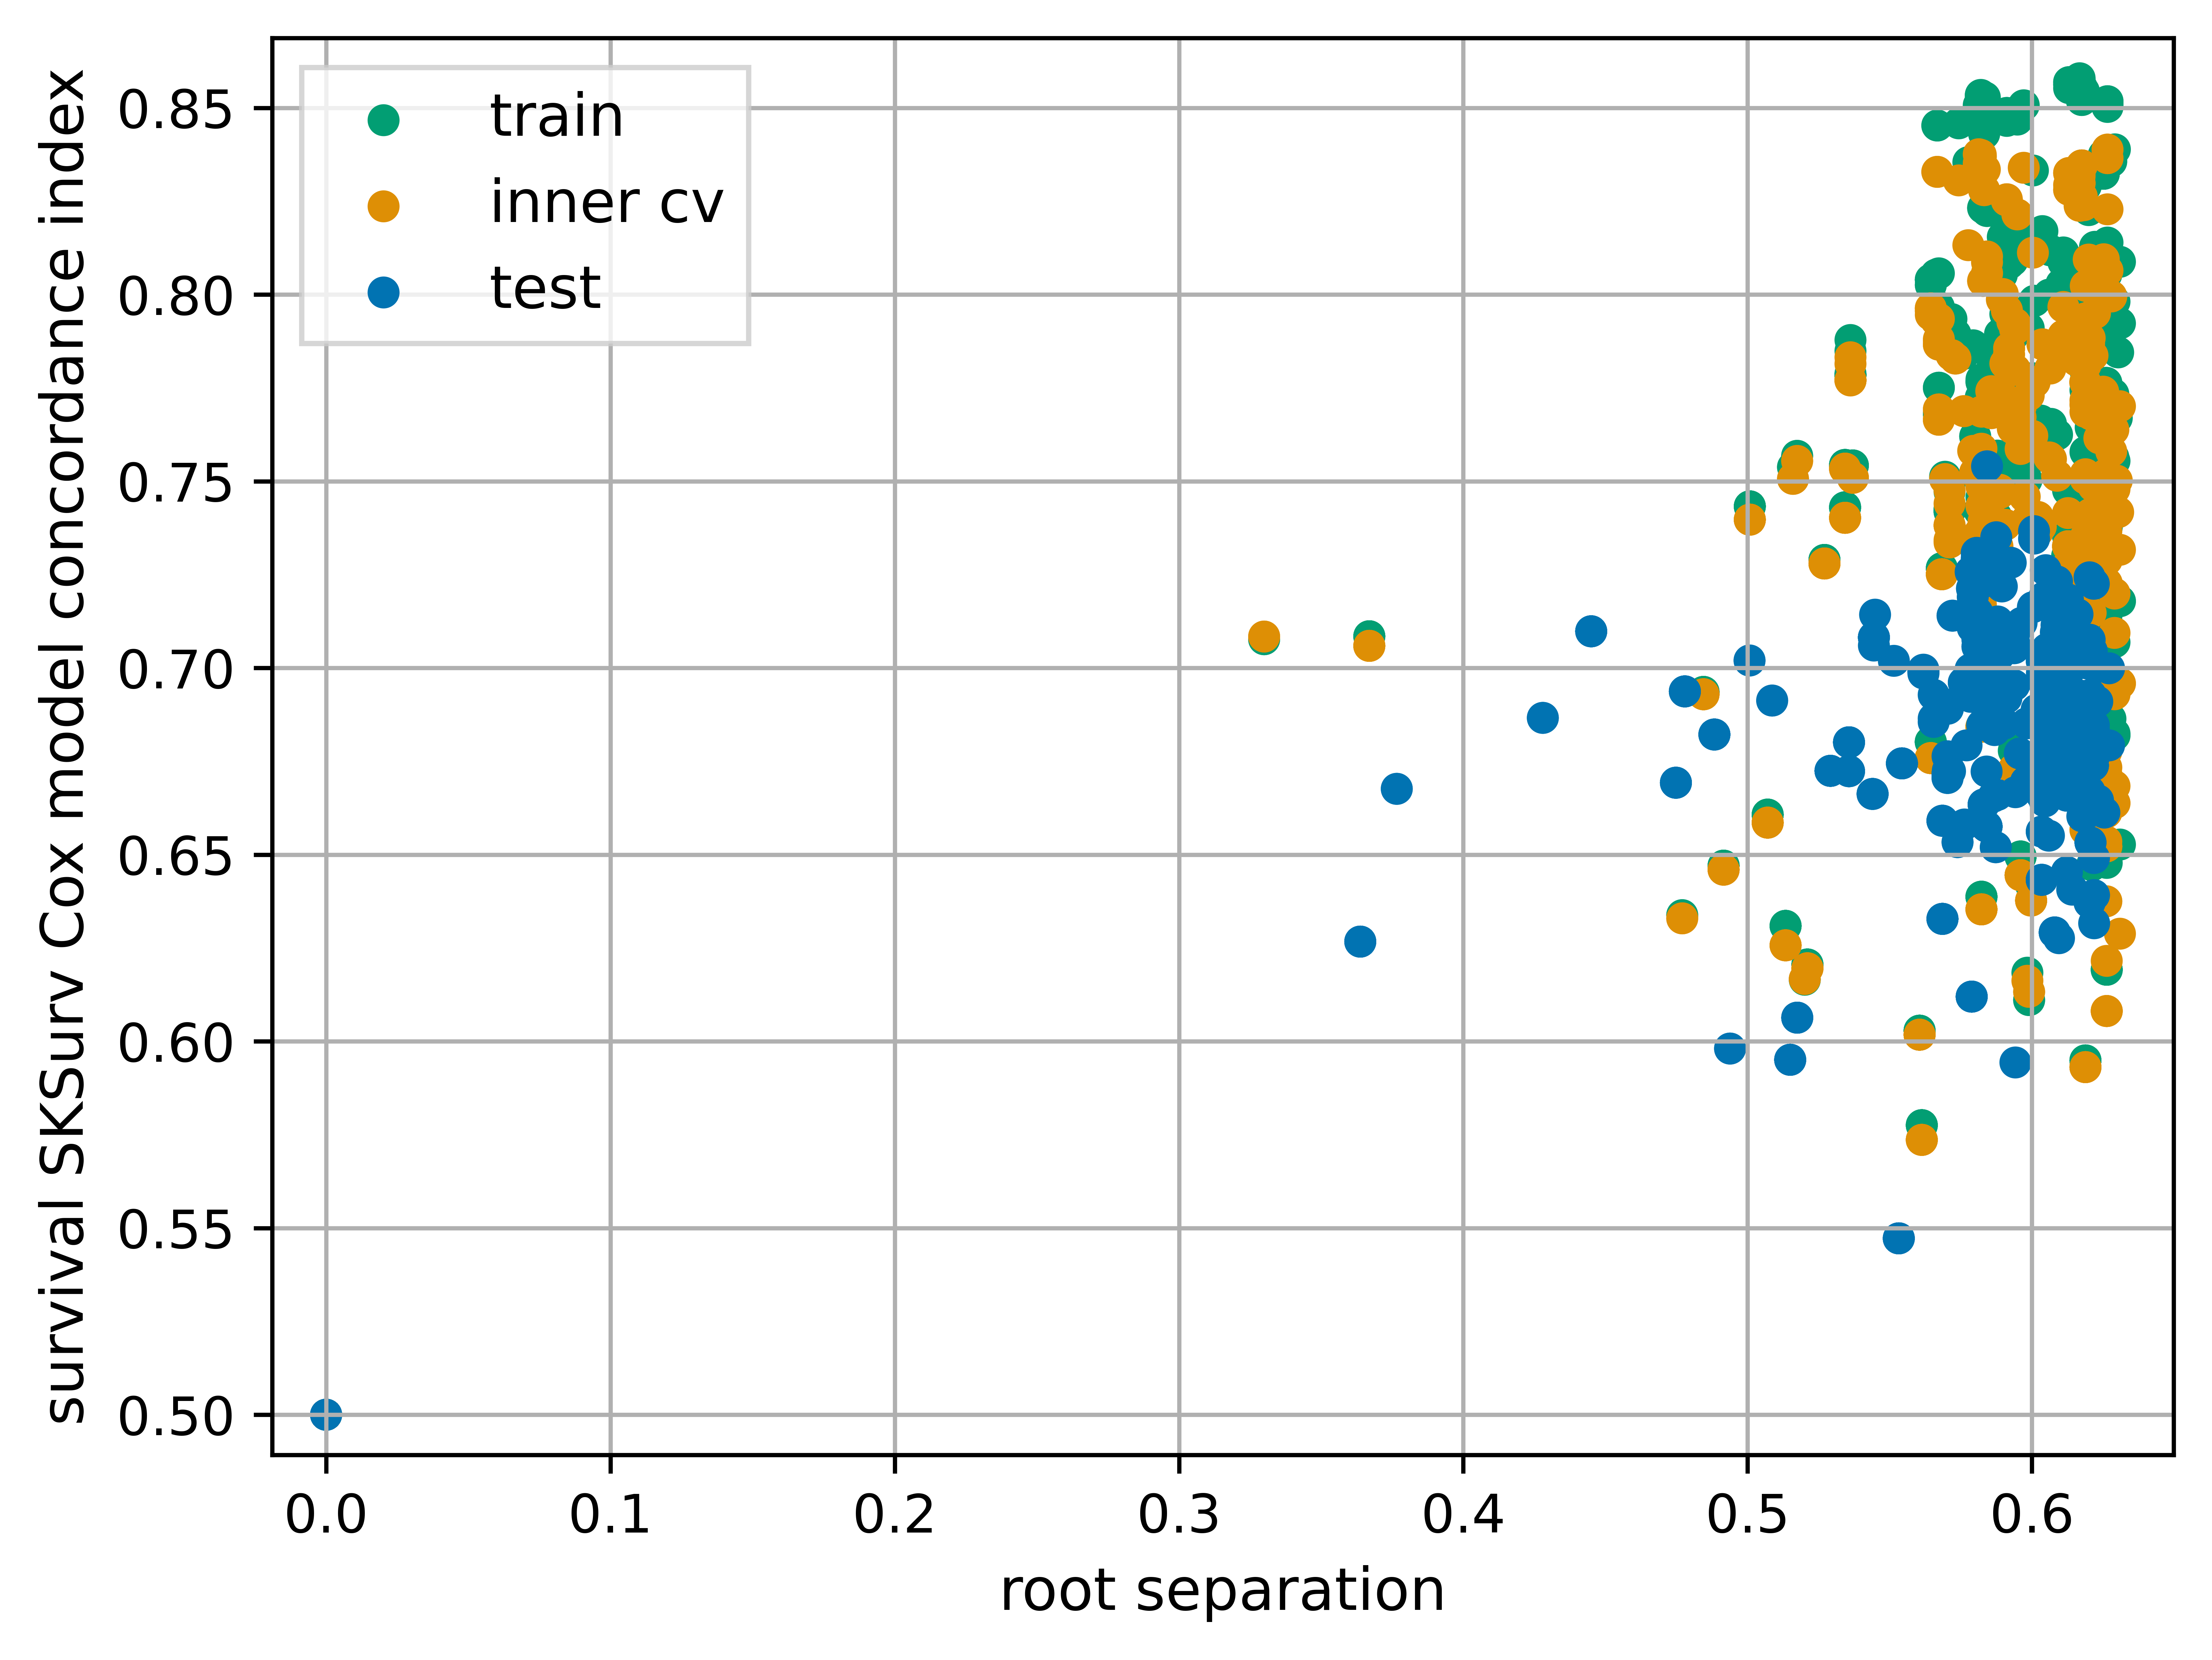 survival SKSurv Cox model concordance index
0.85
0.80
0.75
0.70
0.65
0.60
0.55
0.50
train
inner cv
test
0.0 0.1 0.2 0.3 0.4 0.5 0.6
root separation